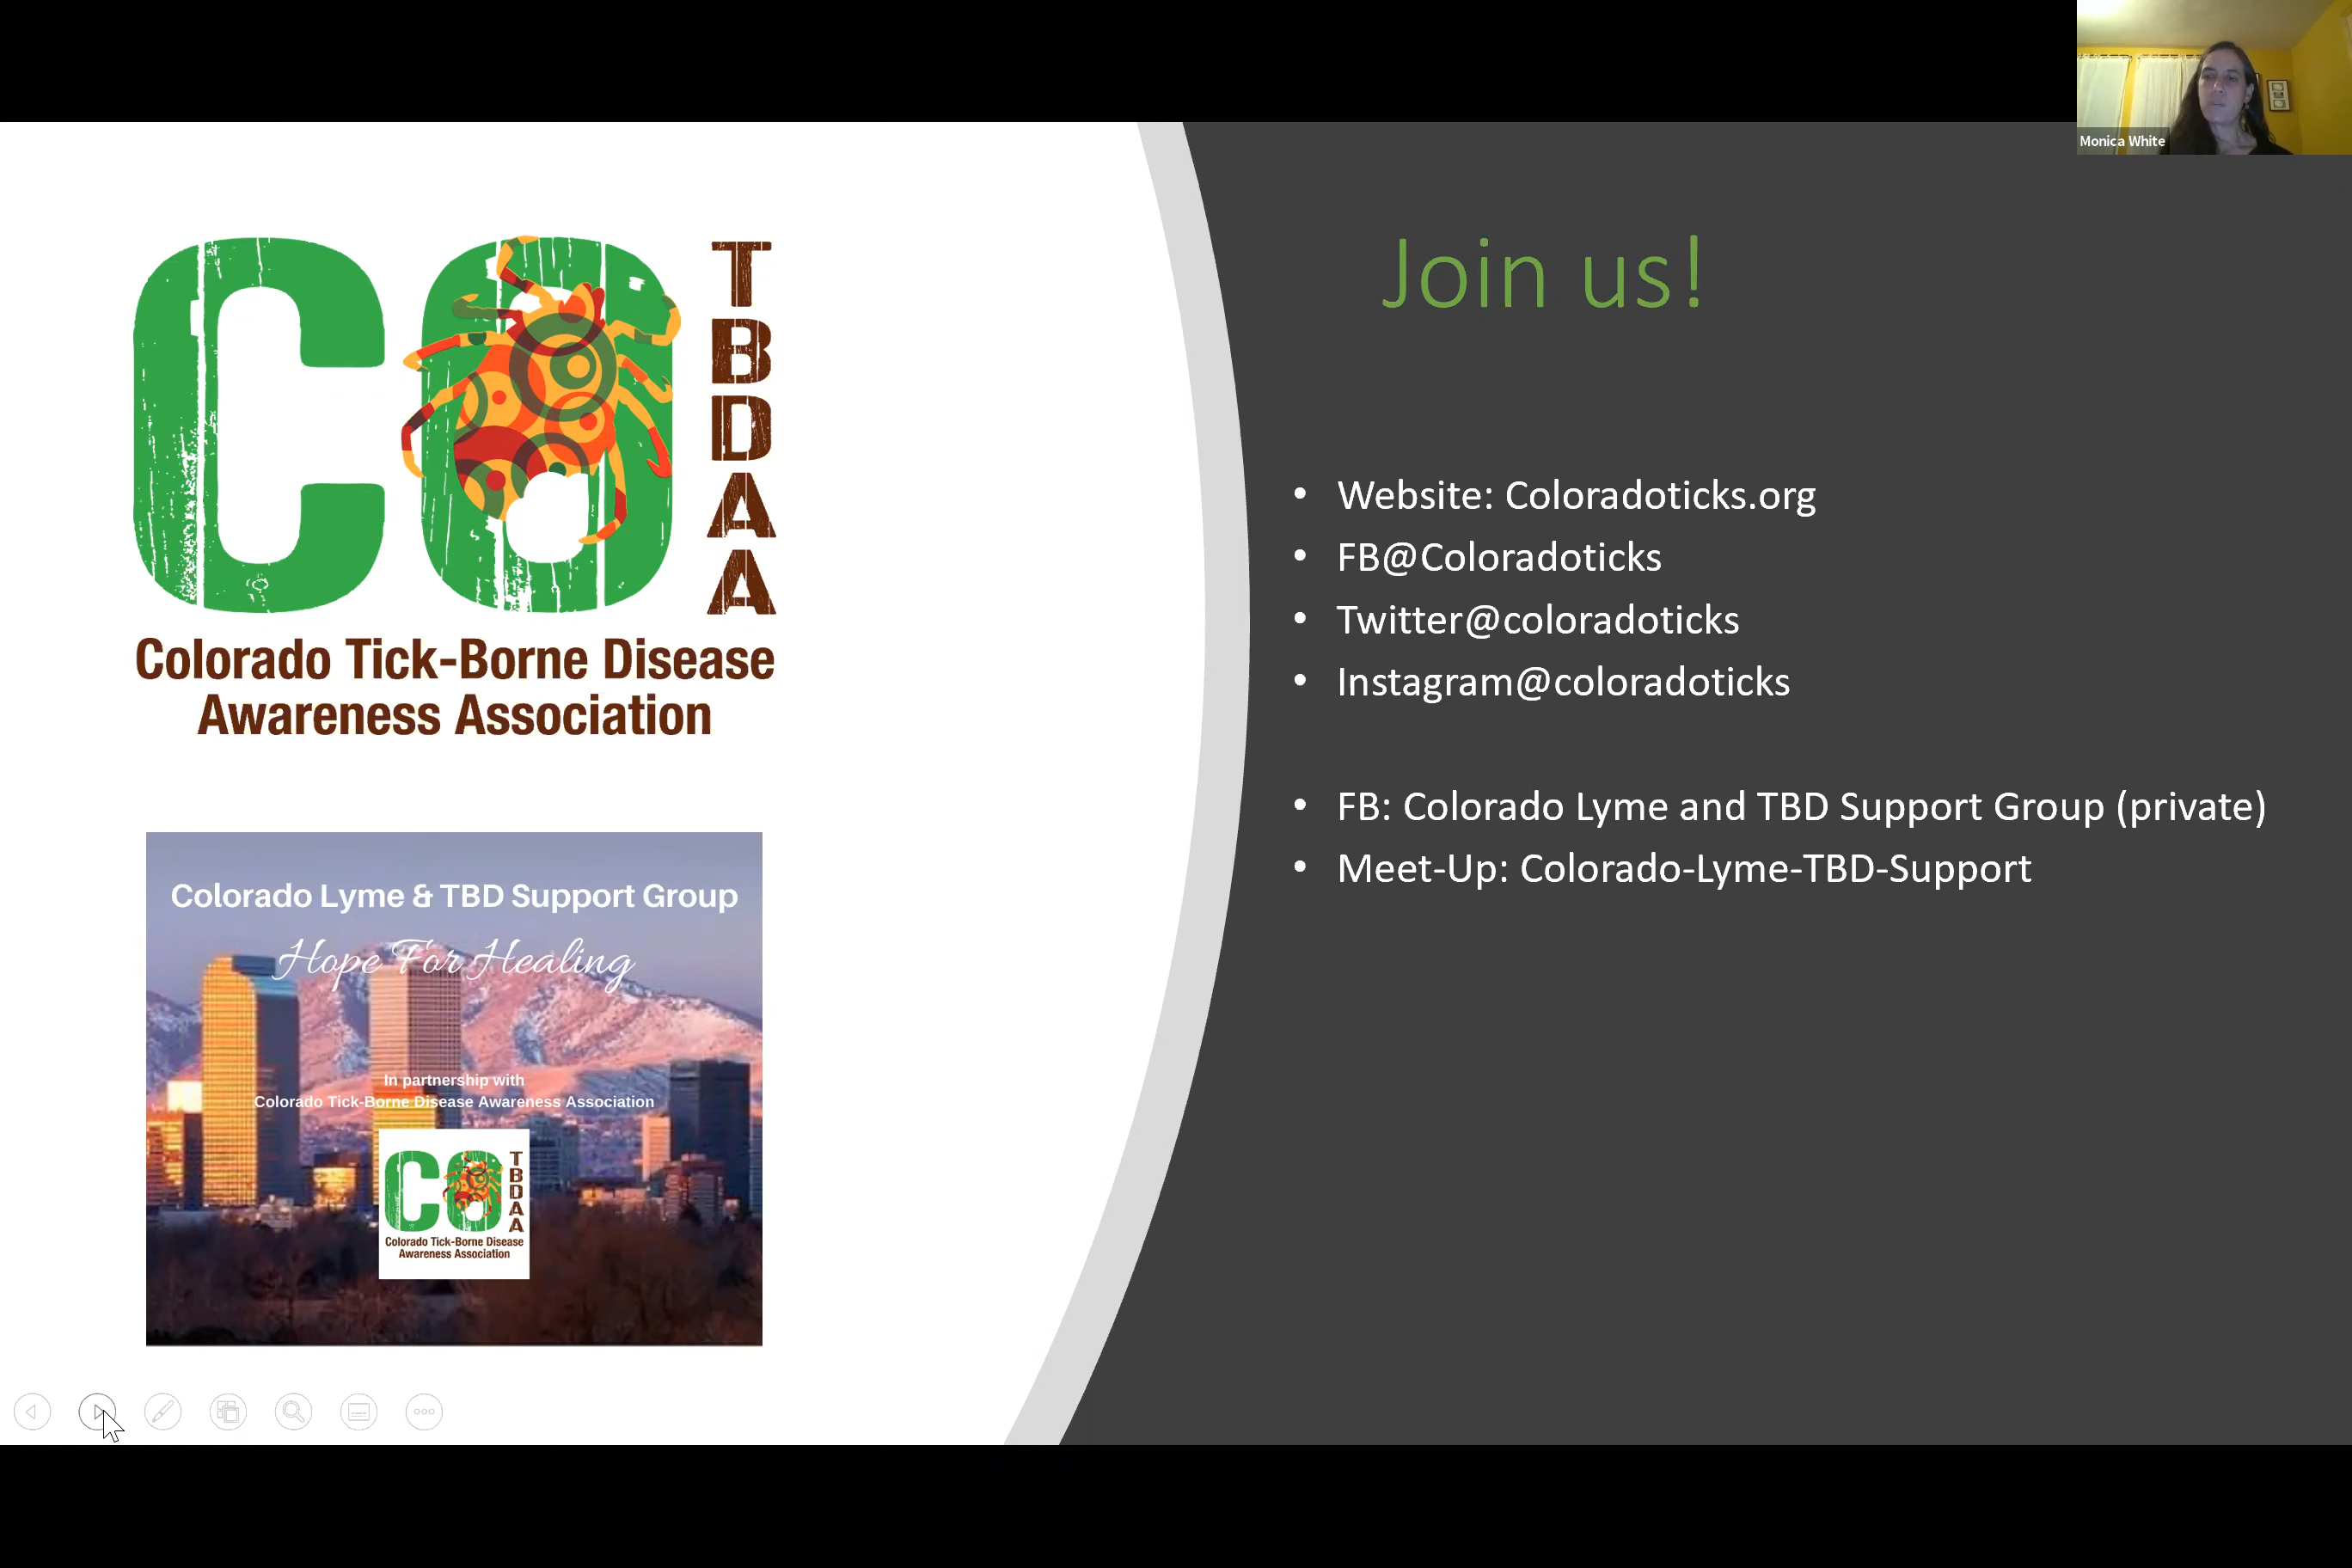 Monica White
CO
T
B
D
A
A
Colorado Tick-Borne Disease
Awareness Association
Join us!
• Website: Coloradoticks.org
• FB@Coloradoticks
• Twitter@coloradoticks
• Instagram@coloradoticks
• FB: Colorado Lyme and TBD Support Group (private)
• Meet-Up: Colorado-Lyme-TBD-Support
Colorado Lyme & TBD Support Group
Hope For Healing
In partnership with
Colorado Tick-Borne Disease Awareness Association
CO
T
B
D
A
A
Colorado Tick-Borne Disease
Awareness Association